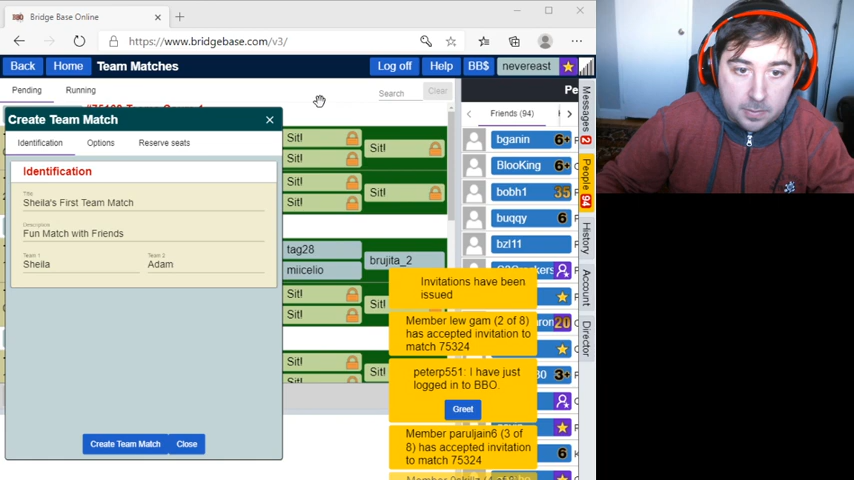 Bridge Base Online
https://www.bridgebase.com/v3/
Back Home Team Matches Log off Help BB$ nevereast
Pending Running Search Clear
Create Team Match
Identification Options Reserve seats
Identification
Title
Sheila's First Team Match
Description
Fun Match with Friends
Team 1 Team 2
Sheila Adam
Create Team Match Close
Sit!
Sit!
Sit!
Sit!
Sit!
Sit!
tag28
miicelio
brujita_2
Sit!
Sit!
Sit!
Sit!
Sit!
Sit!
Invitations have been
issued
Member lew gam (2 of 8)
has accepted invitation to
match 75324
peterp551: I have just
logged in to BBO.
Greet
Member paruljain6 (3 of
8) has accepted invitation
to match 75324
Friends (94)
bganin 6+
BlooKing 6+
bobh1 35
buqqy 6
bzl11
20
3+
6
Messages 2
People 94
History
Account
Director